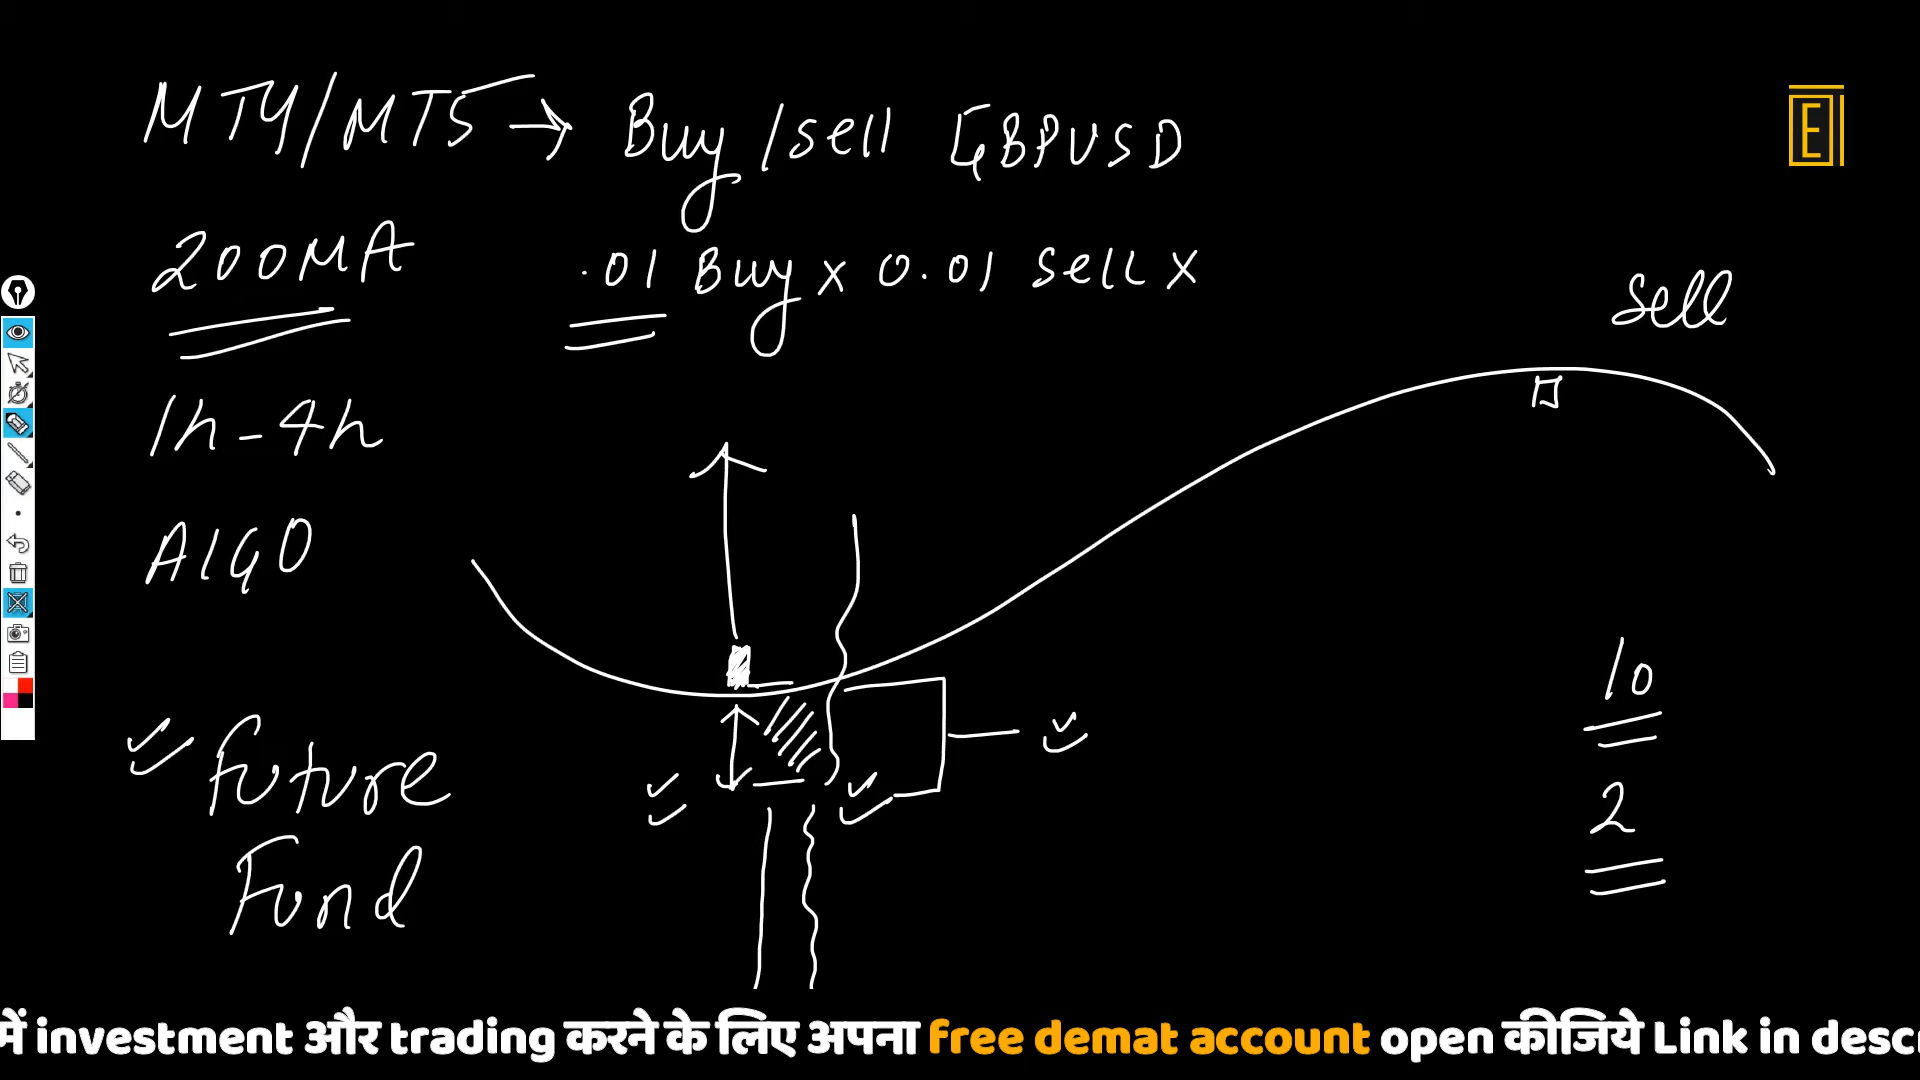 MT4/MT5 → Buy/sell GBPUSD
E
200MA .01 Buy x 0.01 sell x
sell
1h-4h
AlGO
10
Future
2
Fund
में investment और trading करने के लिए अपना free demat account open कीजिये Link in desc